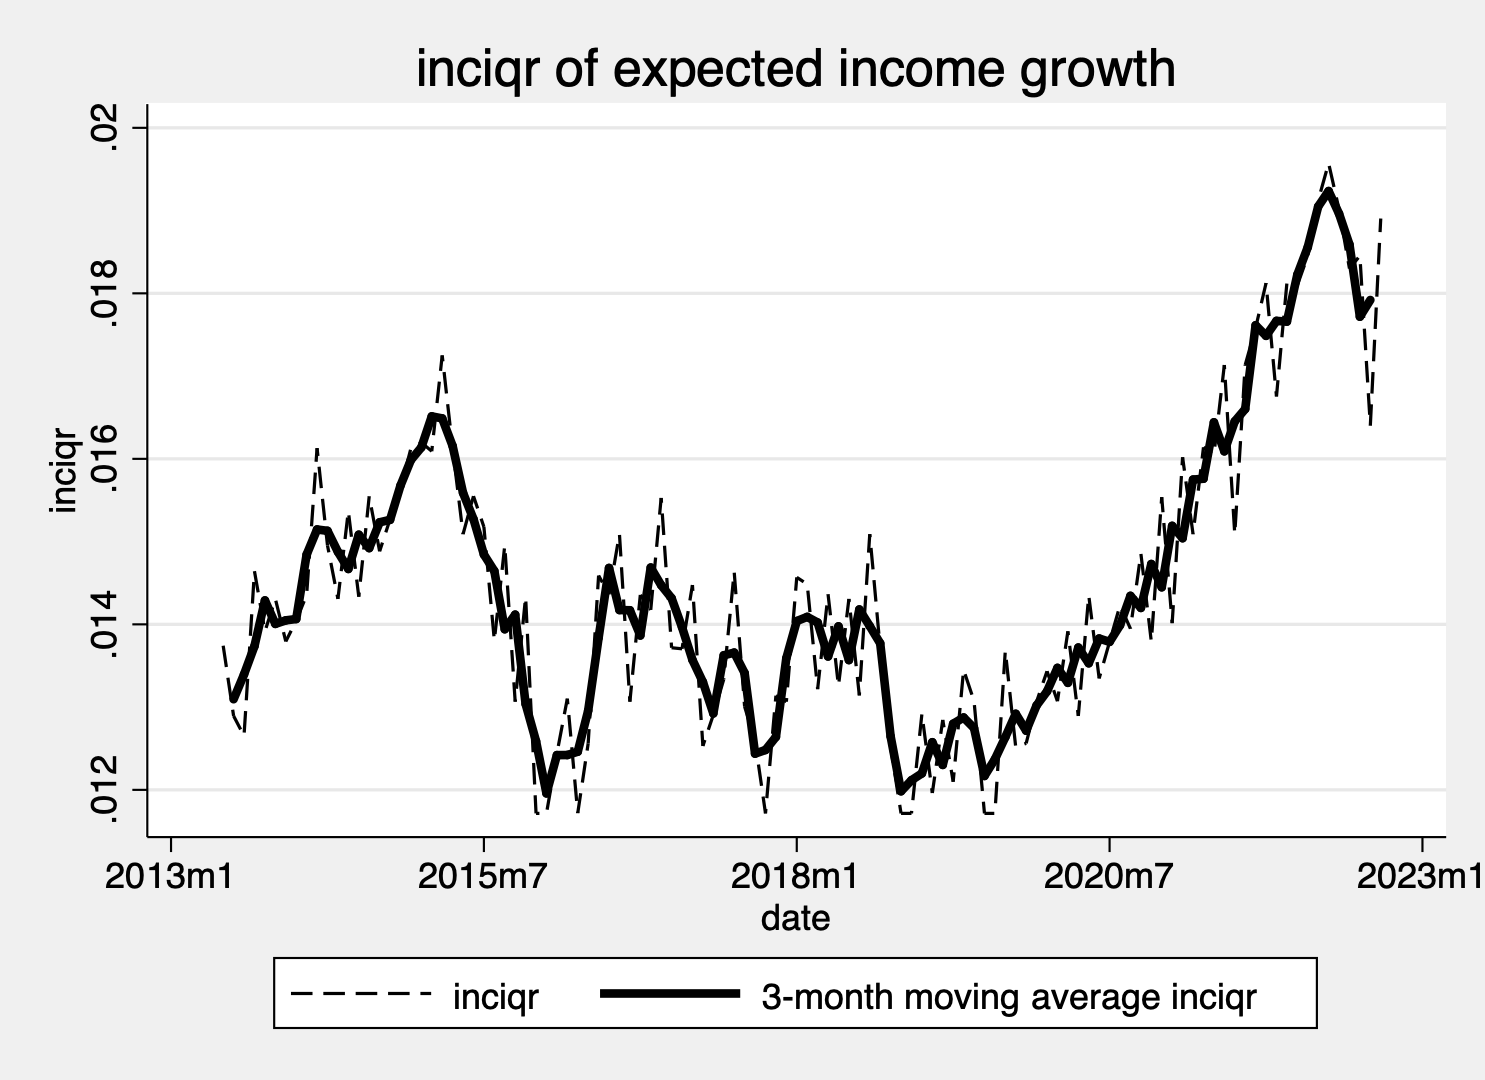 inciqr of expected income growth
.02
.018
.016
.014
.012
inciqr
2013m1 2015m7 2018m1 2020m7 2023m1
date
inciqr 3-month moving average inciqr